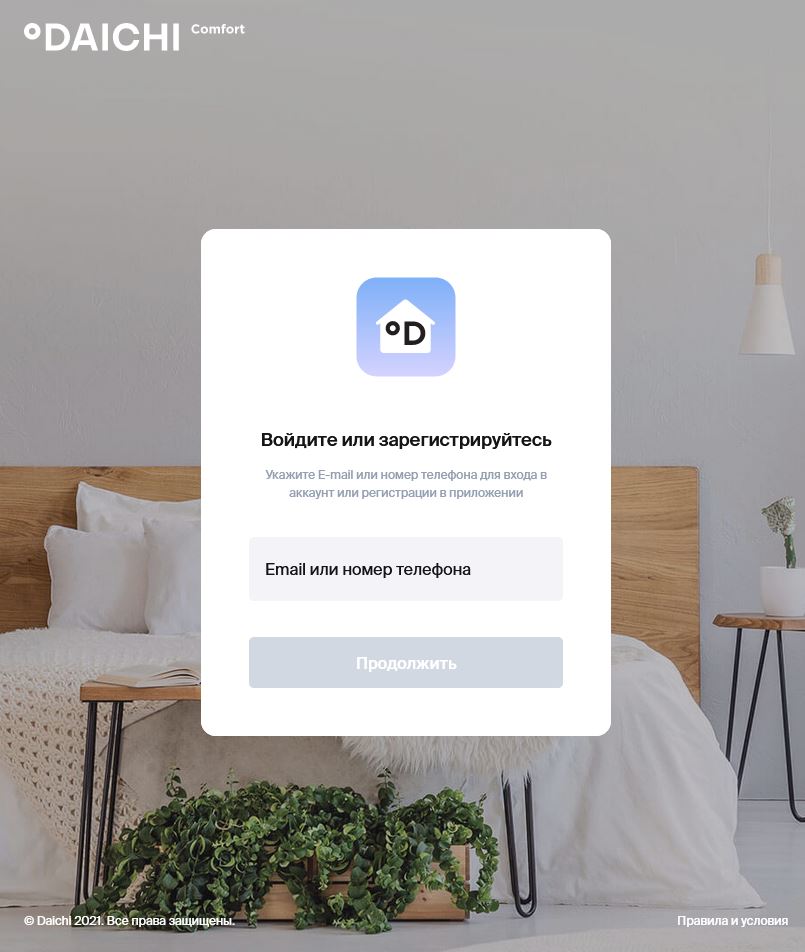 DAICHI Comfort
D
Войдите или зарегистрируйтесь
Укажите E-mail или номер телефона для входа в
аккаунт или регистрации в приложении
Email или номер телефона
Продолжить
© Daichi 2021. Все права защищены.
Правила и условия